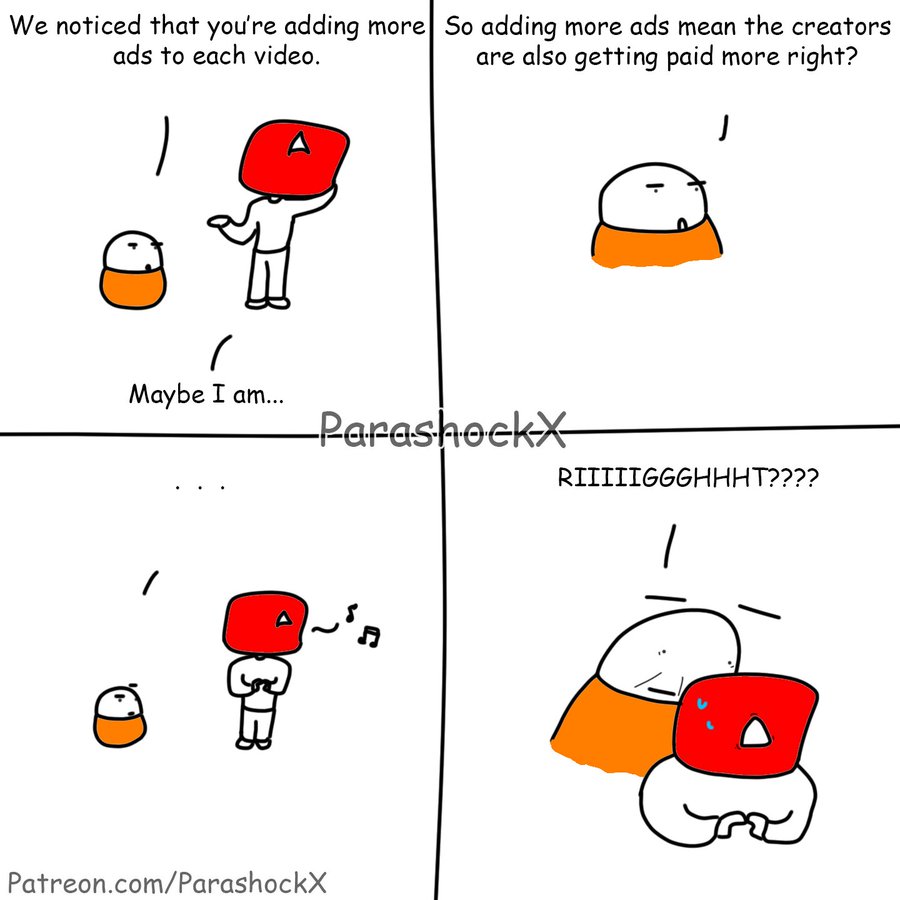 We noticed that you're adding more
ads to each video.
Maybe I am...
So adding more ads mean the creators
are also getting paid more right?
ParashockX
. . .
RIIIIIGGGHHHT????
Patreon.com/ParashockX